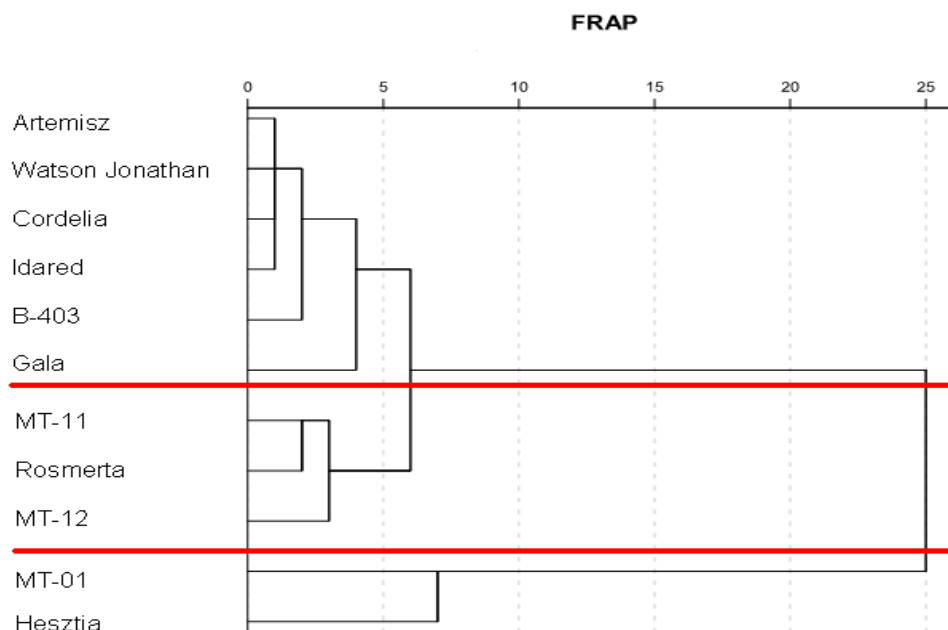 FRAP
0 5 10 15 20 25
Artemisz
Watson Jonathan
Cordelia
Idared
B-403
Gala
MT-11
Rosmerta
MT-12
MT-01
Hesztia